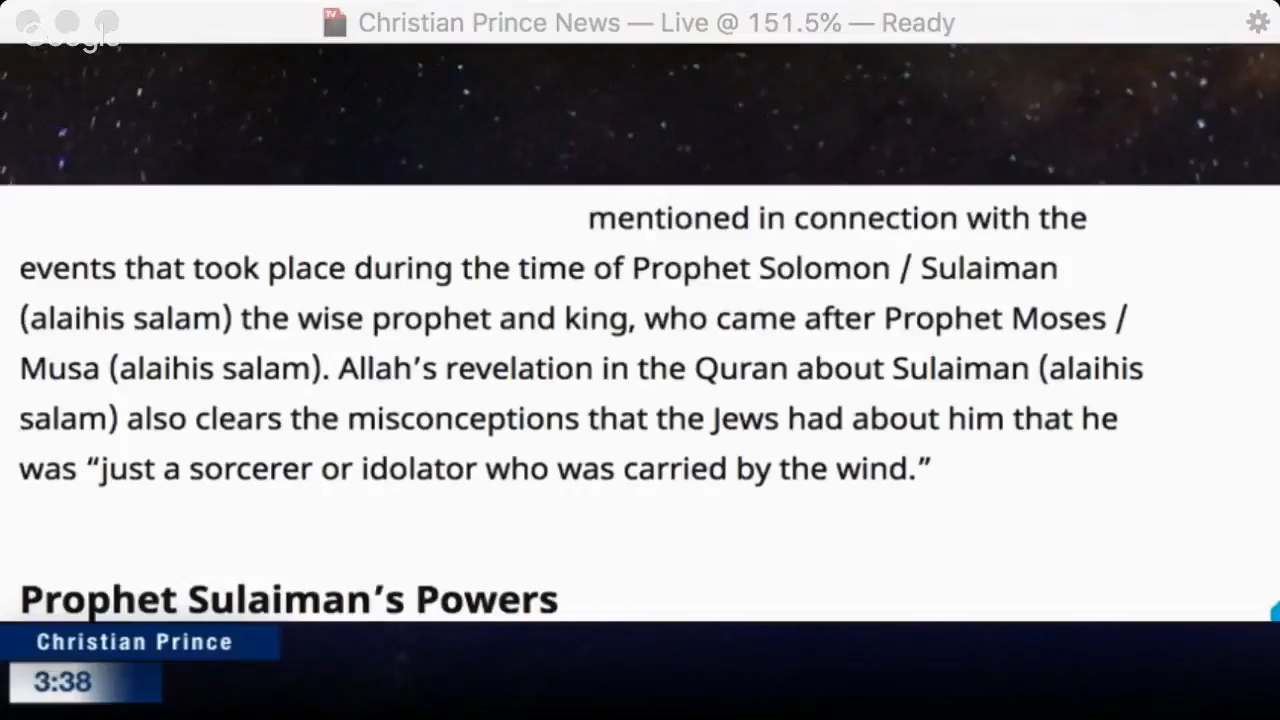 Christian Prince News — Live @ 151.5% — Ready
Google
mentioned in connection with the
events that took place during the time of Prophet Solomon / Sulaiman
(alaihis salam) the wise prophet and king, who came after Prophet Moses /
Musa (alaihis salam). Allah’s revelation in the Quran about Sulaiman (alaihis
salam) also clears the misconceptions that the Jews had about him that he
was “just a sorcerer or idolator who was carried by the wind.”
Prophet Sulaiman’s Powers
Christian Prince
3:38